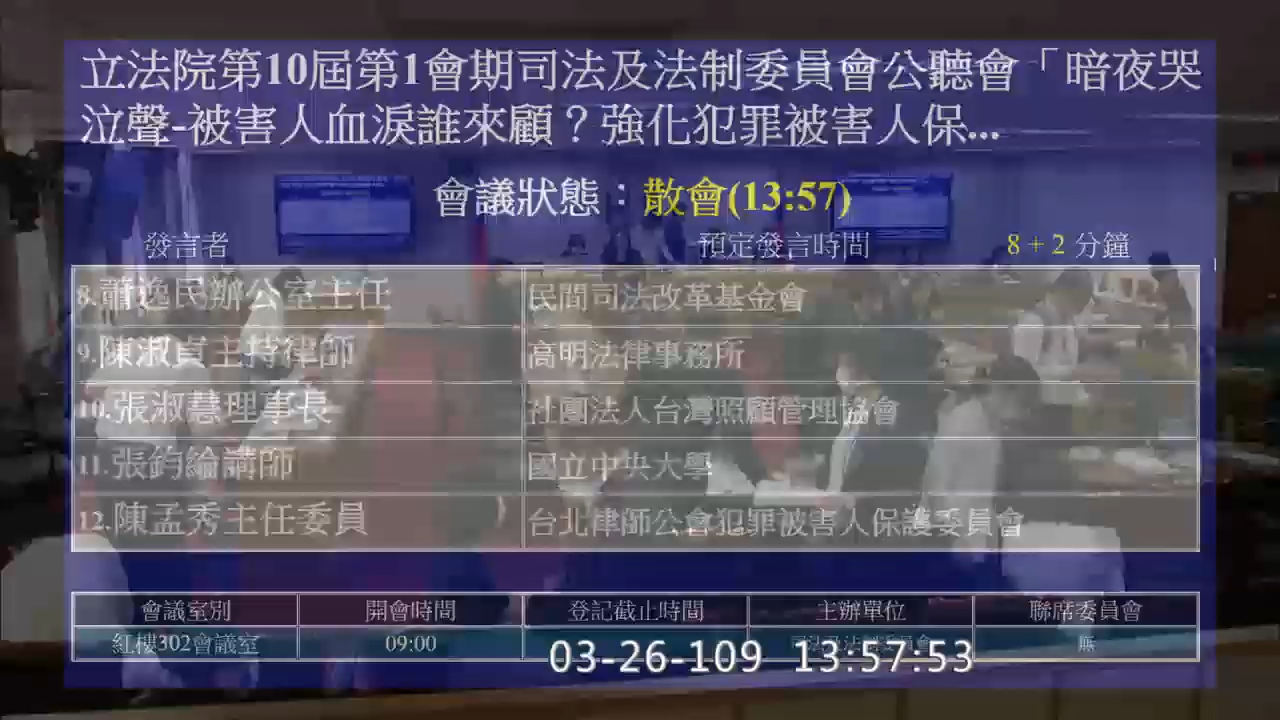 立法院第10屆第1會期司法及法制委員會公聽會「暗夜哭
泣聲-被害人血淚誰來顧？強化犯罪被害人保...
會議狀態：散會(13:57)
發言者 預定發言時間 8 + 2 分鐘
8.蕭逸民辦公室主任 民間司法改革基金會
9.陳淑貞主持律師 高明法律事務所
10.張淑慧理事長 社團法人台灣照顧管理協會
11.張鈞綸講師 國立中央大學
12.陳孟秀主任委員 台北律師公會犯罪被害人保護委員會
會議室別 開會時間 登記截止時間 主辦單位 聯席委員會
紅樓302會議室 09:00 司法及法制委員會 無
03-26-109 13:57:53